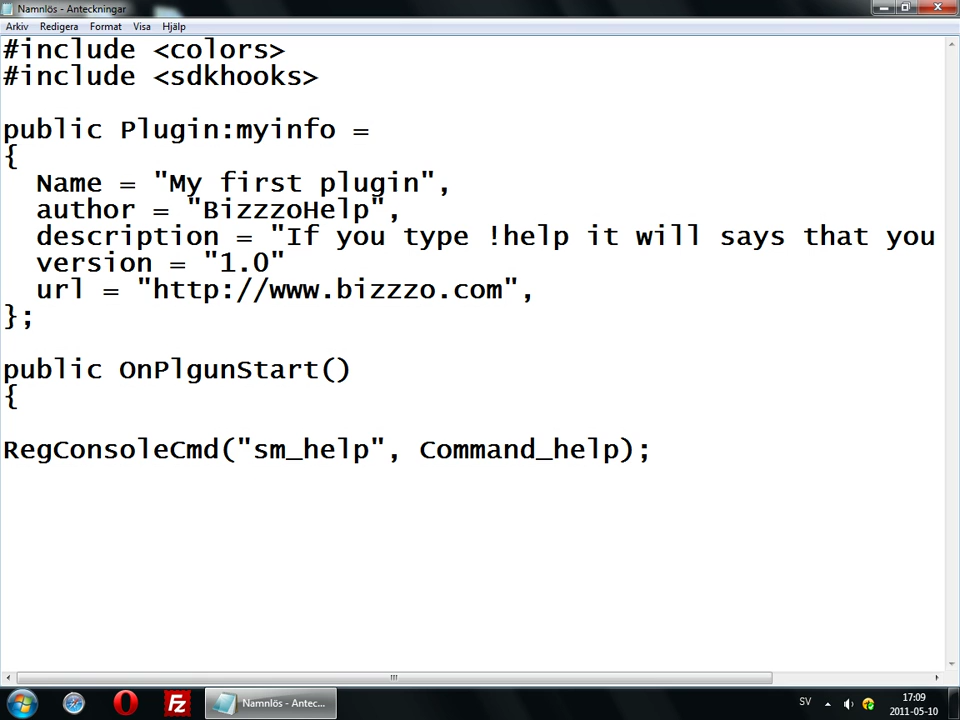 Namnlös - Anteckningar
Arkiv Redigera Format Visa Hjälp
#include <colors>
#include <sdkhooks>
public Plugin:myinfo =
{
Name = "My first plugin",
author = "BizzzoHelp",
description = "If you type !help it will says that you
version = "1.0"
url = "http://www.bizzzo.com",
};
public OnPlgunStart()
{
RegConsoleCmd("sm_help", Command_help);
Namnlös - Antec...
SV
17:09
2011-05-10